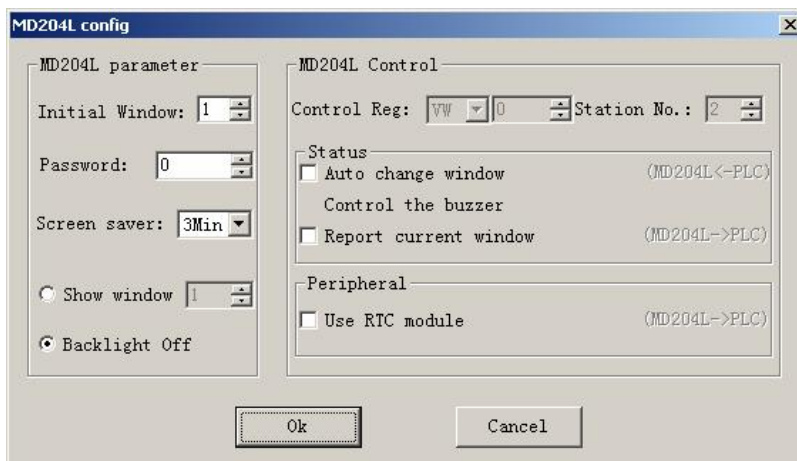 MD204L config
MD204L parameter
Initial Window: 1
Password: 0
Screen saver: 3Min
Show window 1
Backlight Off
MD204L Control
Control Reg: VW 0 Station No.: 2
Status
Auto change window (MD204L<-PLC)
Control the buzzer
Report current window (MD204L->PLC)
Peripheral
Use RTC module (MD204L->PLC)
Ok Cancel